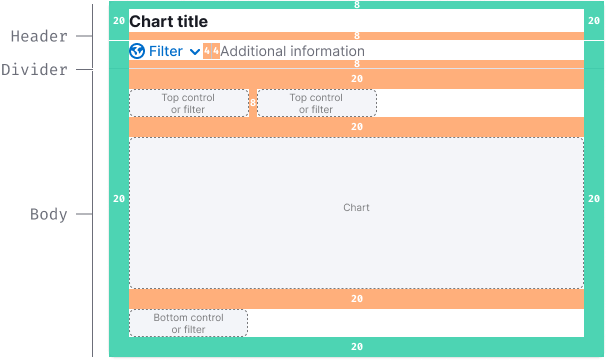 8
20 Chart title 20
Header
8
Filter 4 4 Additional information
8
Divider
20
Top control
or filter
8
Top control
or filter
20
20 20
Chart
Body
20
Bottom control
or filter
20